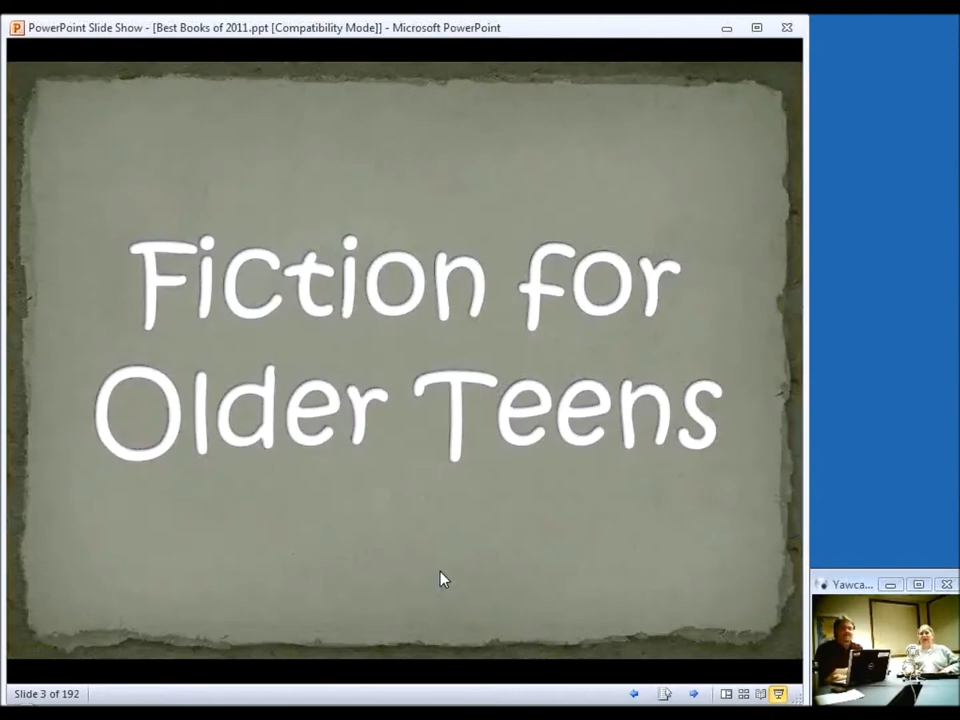 PowerPoint Slide Show - [Best Books of 2011.ppt [Compatibility Mode]] - Microsoft PowerPoint
Fiction for
Older Teens
Yawca...
Slide 3 of 192